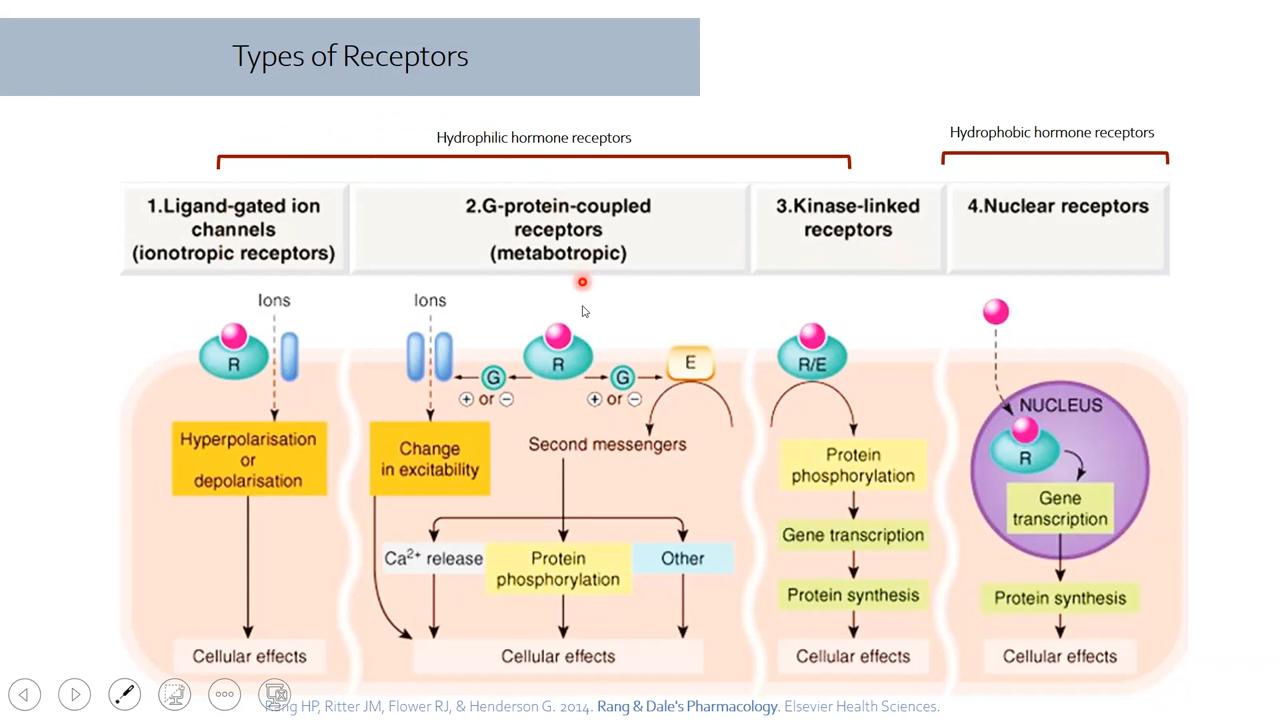 Types of Receptors
Hydrophilic hormone receptors
Hydrophobic hormone receptors
1.Ligand-gated ion
channels
(ionotropic receptors)
2.G-protein-coupled
receptors
(metabotropic)
3.Kinase-linked
receptors
4.Nuclear receptors
Ions
R
Hyperpolarisation
or
depolarisation
Cellular effects
Ions
G
+ or −
R
G
+ or −
E
Change
in excitability
Second messengers
Ca²⁺ release
Protein
phosphorylation
Other
Cellular effects
R/E
Protein
phosphorylation
Gene transcription
Protein synthesis
Cellular effects
NUCLEUS
R
Gene
transcription
Protein synthesis
Cellular effects
Rang HP, Ritter JM, Flower RJ, & Henderson G. 2014. Rang & Dale's Pharmacology. Elsevier Health Sciences.